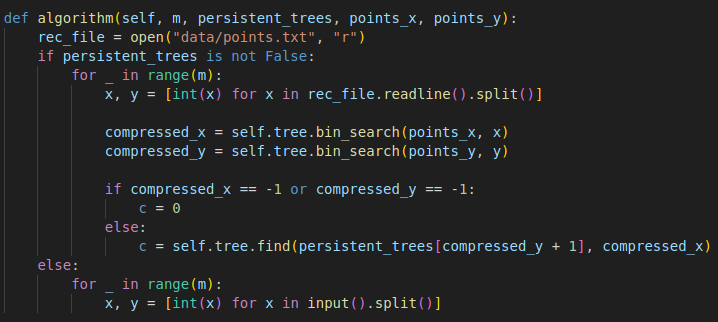 def algorithm(self, m, persistent_trees, points_x, points_y):
    rec_file = open("data/points.txt", "r")
    if persistent_trees is not False:
        for _ in range(m):
            x, y = [int(x) for x in rec_file.readline().split()]

            compressed_x = self.tree.bin_search(points_x, x)
            compressed_y = self.tree.bin_search(points_y, y)

            if compressed_x == -1 or compressed_y == -1:
                c = 0
            else:
                c = self.tree.find(persistent_trees[compressed_y + 1], compressed_x)
    else:
        for _ in range(m):
            x, y = [int(x) for x in input().split()]